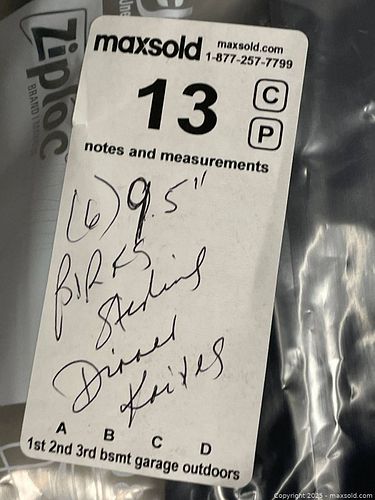 Ziploc
BRAND
maxsold
maxsold.com
1-877-257-7799
13
C
P
notes and measurements
(6) 9.5"
BIRKS
Sterling
Dinner
Knives
A B C D
1st 2nd 3rd bsmt garage outdoors
Copyright 2025 - maxsold.com